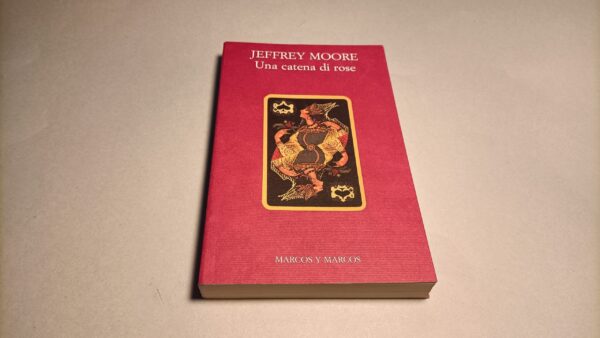 JEFFREY MOORE
Una catena di rose
MARCOS Y MARCOS